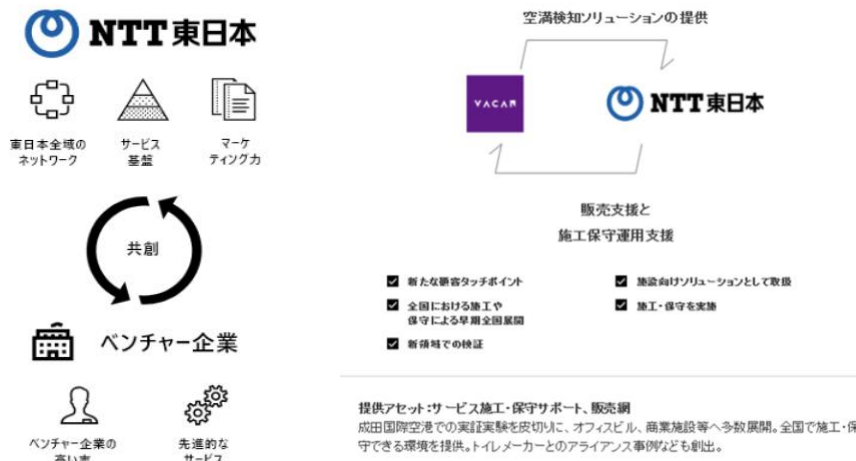 NTT東日本
東日本全域の
ネットワーク
サービス
基盤
マーケ
ティング力
共創
ベンチャー企業
ベンチャー企業の
先進的な
サービス
空満検知ソリューションの提供
VACAN
NTT東日本
販売支援と
施工保守運用支援
新たな顧客タッチポイント
全国における施工や
保守による早期全国展開
新領域での検証
施設向けソリューションとして取扱
施工・保守を実施
提供アセット：サービス施工・保守サポート、販売網
成田国際空港での実証実験を皮切りに、オフィスビル、商業施設等へ多数展開。全国で施工・保
守できる環境を提供。トイレメーカーとのアライアンス事例なども創出。